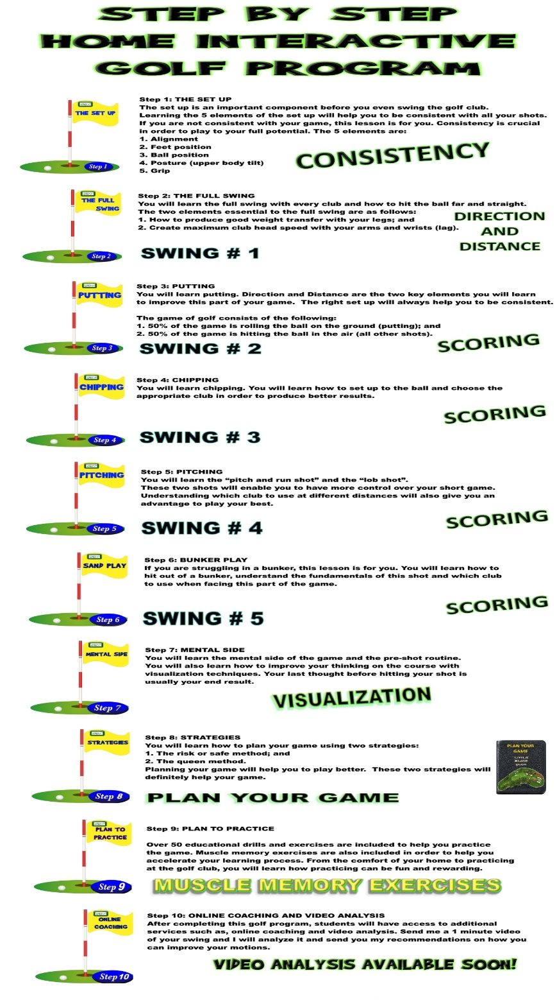 STEP BY STEP
HOME INTERACTIVE
GOLF PROGRAM
THE SET UP
Step 1
Step 1: THE SET UP
The set up is an important component before you even swing the golf club.
Learning the 5 elements of the set up will help you to be consistent with all your shots.
If you are not consistent with your game, this lesson is for you. Consistency is crucial
in order to play to your full potential. The 5 elements are:
1. Alignment
2. Feet position
3. Ball position
4. Posture (upper body tilt)
5. Grip
CONSISTENCY
THE FULL
SWING
Step 2
Step 2: THE FULL SWING
You will learn the full swing with every club and how to hit the ball far and straight.
The two elements essential to the full swing are as follows:
1. How to produce good weight transfer with your legs; and
2. Create maximum club head speed with your arms and wrists (lag).
DIRECTION
AND
DISTANCE
SWING # 1
PUTTING
Step 3
Step 3: PUTTING
You will learn putting. Direction and Distance are the two key elements you will learn
to improve this part of your game. The right set up will always help you to be consistent.
The game of golf consists of the following:
1. 50% of the game is rolling the ball on the ground (putting); and
2. 50% of the game is hitting the ball in the air (all other shots).
SWING # 2
SCORING
CHIPPING
Step 4
Step 4: CHIPPING
You will learn chipping. You will learn how to set up to the ball and choose the
appropriate club in order to produce better results.
SCORING
SWING # 3
PITCHING
Step 5
Step 5: PITCHING
You will learn the “pitch and run shot” and the “lob shot”.
These two shots will enable you to have more control over your short game.
Understanding which club to use at different distances will also give you an
advantage to play your best.
SCORING
SWING # 4
SAND PLAY
Step 6
Step 6: BUNKER PLAY
If you are struggling in a bunker, this lesson is for you. You will learn how to
hit out of a bunker, understand the fundamentals of this shot and which club
to use when facing this part of the game.
SCORING
SWING # 5
MENTAL SIDE
Step 7
Step 7: MENTAL SIDE
You will learn the mental side of the game and the pre-shot routine.
You will also learn how to improve your thinking on the course with
visualization techniques. Your last thought before hitting your shot is
usually your end result.
VISUALIZATION
STRATEGIES
Step 8
Step 8: STRATEGIES
You will learn how to plan your game using two strategies:
1. The risk or safe method; and
2. The queen method.
Planning your game will help you to play better. These two strategies will
definitely help your game.
PLAN YOUR
GAME
LITTLE
BLACK
BOOK
PLAN YOUR GAME
PLAN TO
PRACTICE
Step 9
Step 9: PLAN TO PRACTICE
Over 50 educational drills and exercises are included to help you practice
the game. Muscle memory exercises are also included in order to help you
accelerate your learning process. From the comfort of your home to practicing
at the golf club, you will learn how practicing can be fun and rewarding.
MUSCLE MEMORY EXERCISES
ONLINE
COACHING
Step 10
Step 10: ONLINE COACHING AND VIDEO ANALYSIS
After completing this golf program, students will have access to additional
services such as, online coaching and video analysis. Send me a 1 minute video
of your swing and I will analyze it and send you my recommendations on how you
can improve your motions.
VIDEO ANALYSIS AVAILABLE SOON!